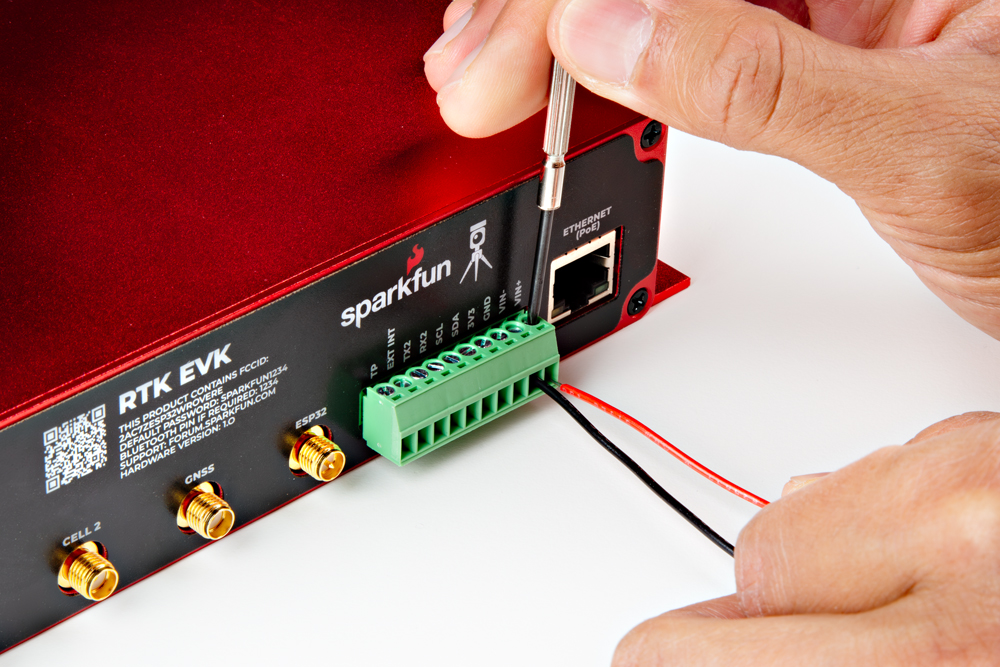 RTK EVK
THIS PRODUCT CONTAINS FCCID:
2AC7ZESP32WROVERE
DEFAULT PASSWORD: SPARKFUN1234
BLUETOOTH PIN IF REQUIRED: 1234
SUPPORT: FORUM.SPARKFUN.COM
HARDWARE VERSION: 1.0
sparkfun
ETHERNET
(PoE)
TP
EXT INT
TX2
RX2
SCL
SDA
3V3
GND
VIN-
VIN+
ESP32
GNSS
CELL 2